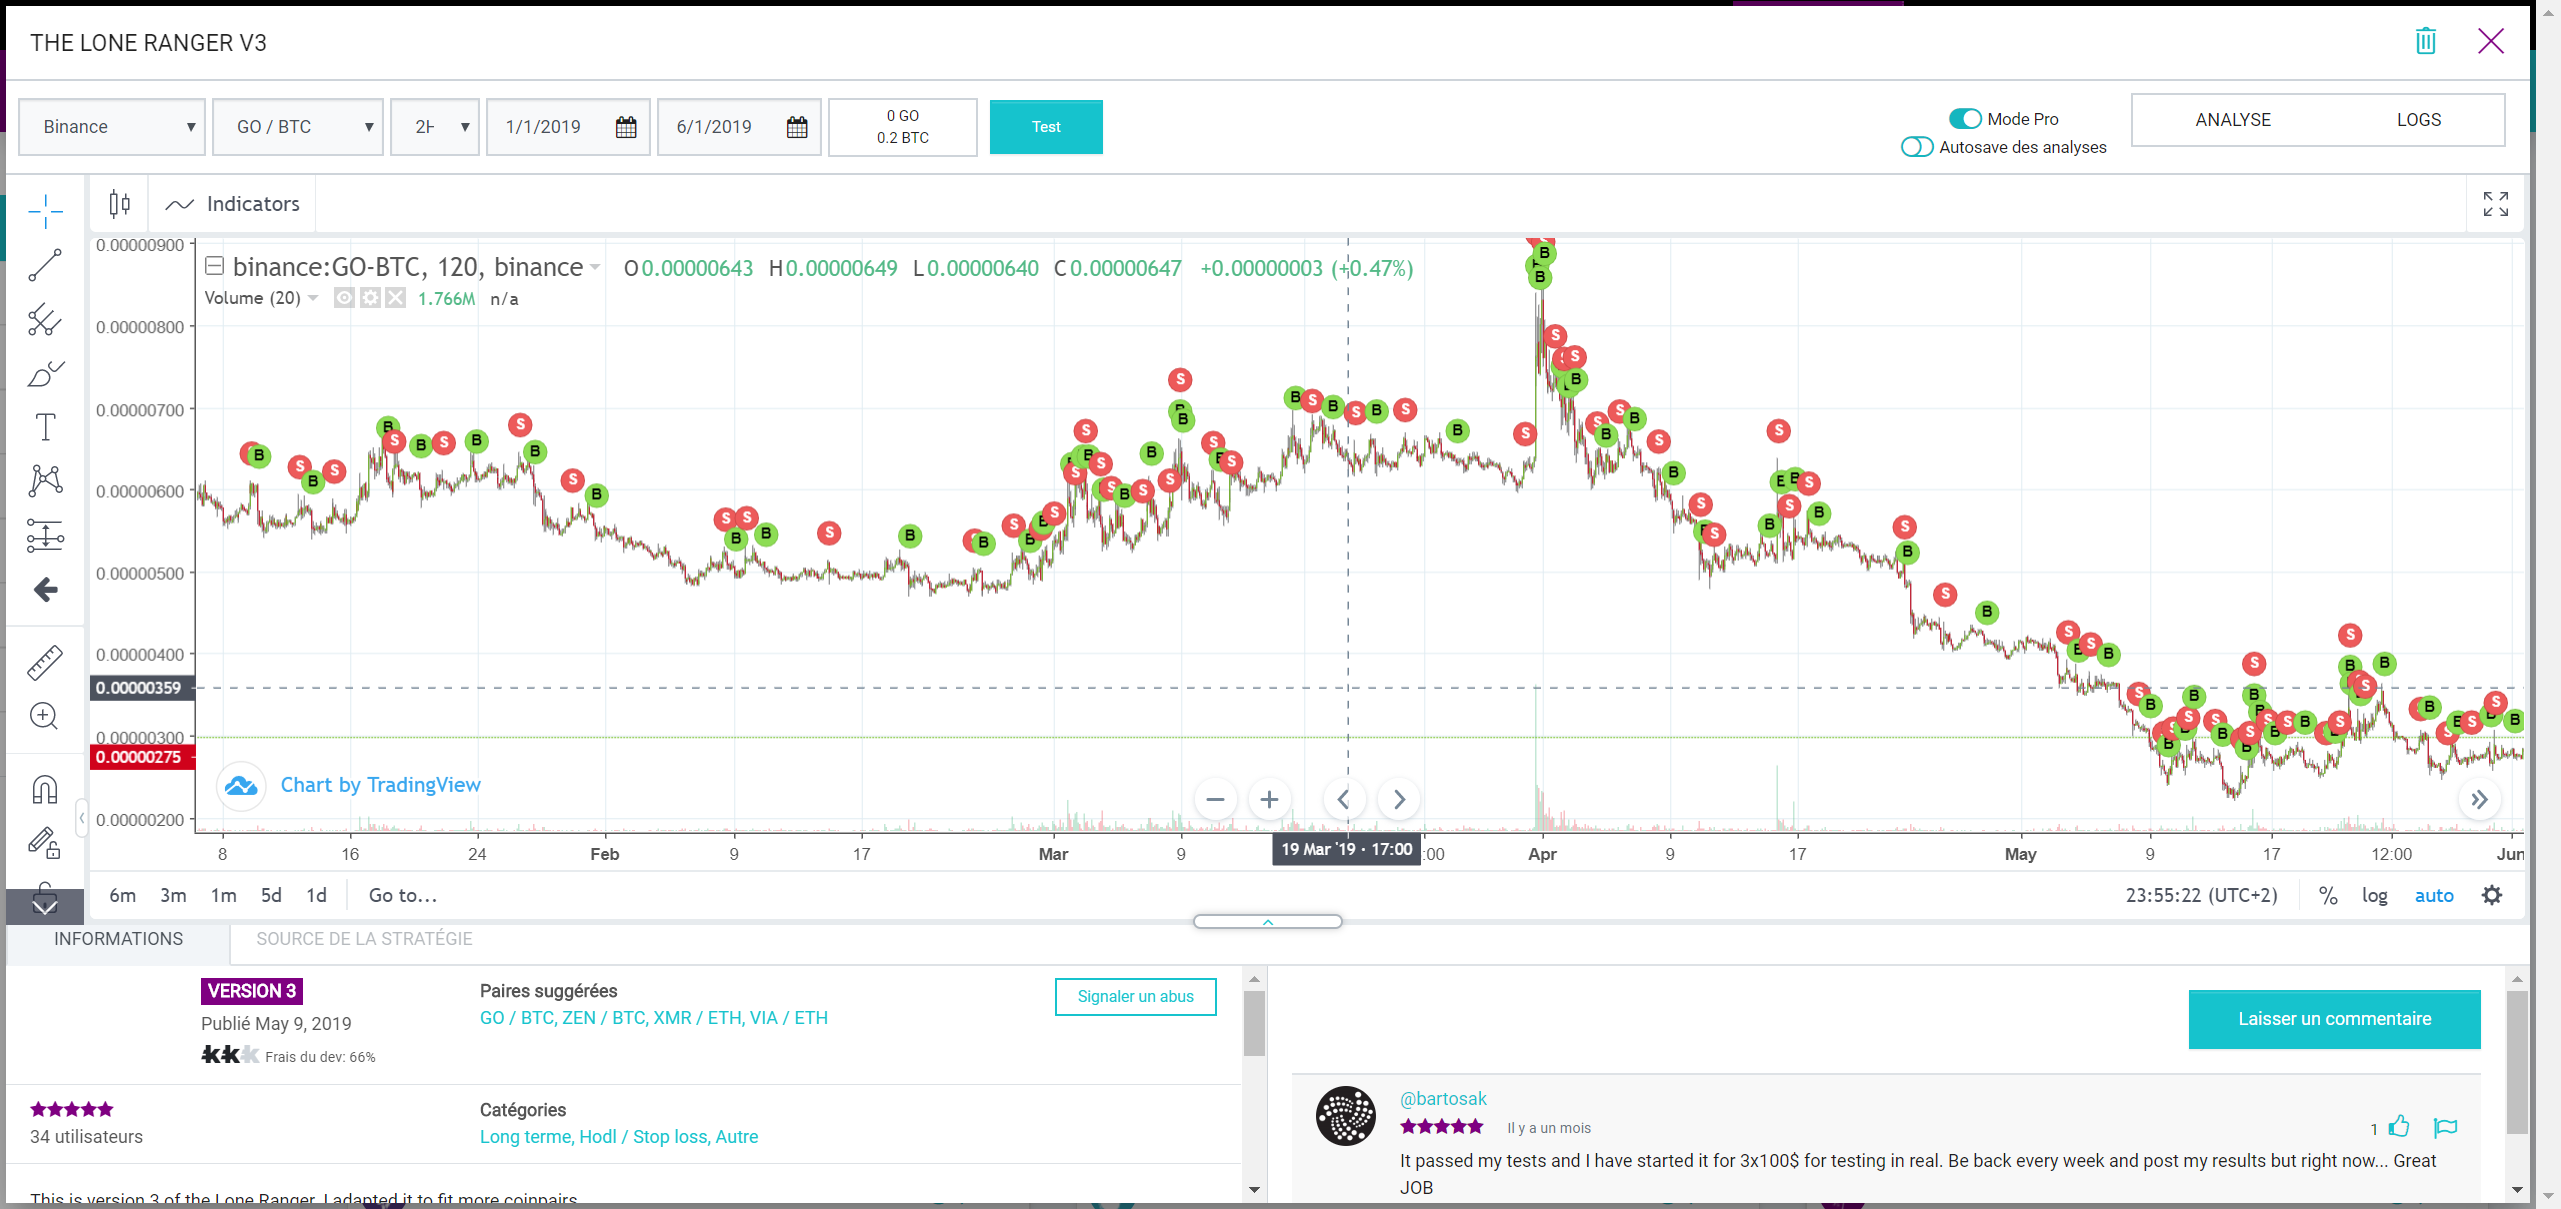 THE LONE RANGER V3
Binance
GO / BTC
2H
1/1/2019
6/1/2019
0 GO
0.2 BTC
Test
Mode Pro
Autosave des analyses
ANALYSE
LOGS
Indicators
binance:GO-BTC, 120, binance
O0.00000643 H0.00000649 L0.00000640 C0.00000647 +0.00000003 (+0.47%)
Volume (20) 1.766M n/a
0.00000900
0.00000800
0.00000700
0.00000600
0.00000500
0.00000400
0.00000359
0.00000300
0.00000275
0.00000200
Chart by TradingView
8 16 24 Feb 9 17 Mar 9 19 Mar '19 · 17:00 :00 Apr 9 17 May 9 17 12:00 Jun
6m 3m 1m 5d 1d Go to...
23:55:22 (UTC+2) % log auto
INFORMATIONS
SOURCE DE LA STRATÉGIE
VERSION 3
Publié May 9, 2019
Frais du dev: 66%
Paires suggérées
GO / BTC, ZEN / BTC, XMR / ETH, VIA / ETH
Signaler un abus
34 utilisateurs
Catégories
Long terme, Hodl / Stop loss, Autre
This is version 3 of the Lone Ranger. I adapted it to fit more coinpairs
Laisser un commentaire
@bartosak
Il y a un mois
1
It passed my tests and I have started it for 3x100$ for testing in real. Be back every week and post my results but right now... Great
JOB